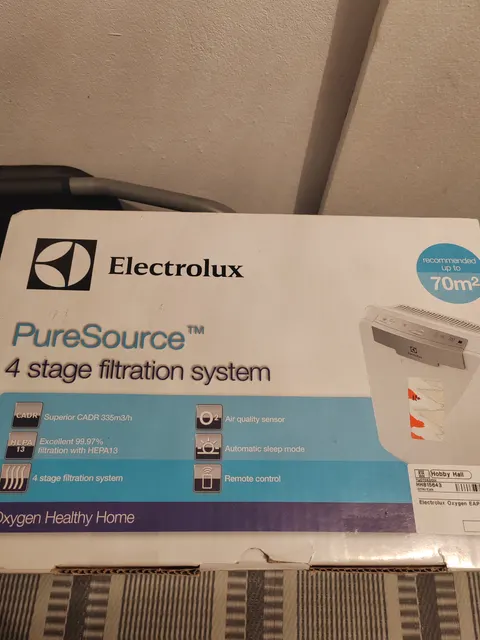 Electrolux
recommended
up to
70m²
PureSource™
4 stage filtration system
CADR
Superior CADR 335m3/h
HEPA
13
Excellent 99.97%
filtration with HEPA13
4 stage filtration system
O²
Air quality sensor
Automatic sleep mode
Remote control
Oxygen Healthy Home
Hobby Hall
Electrolux Oxygen EAP